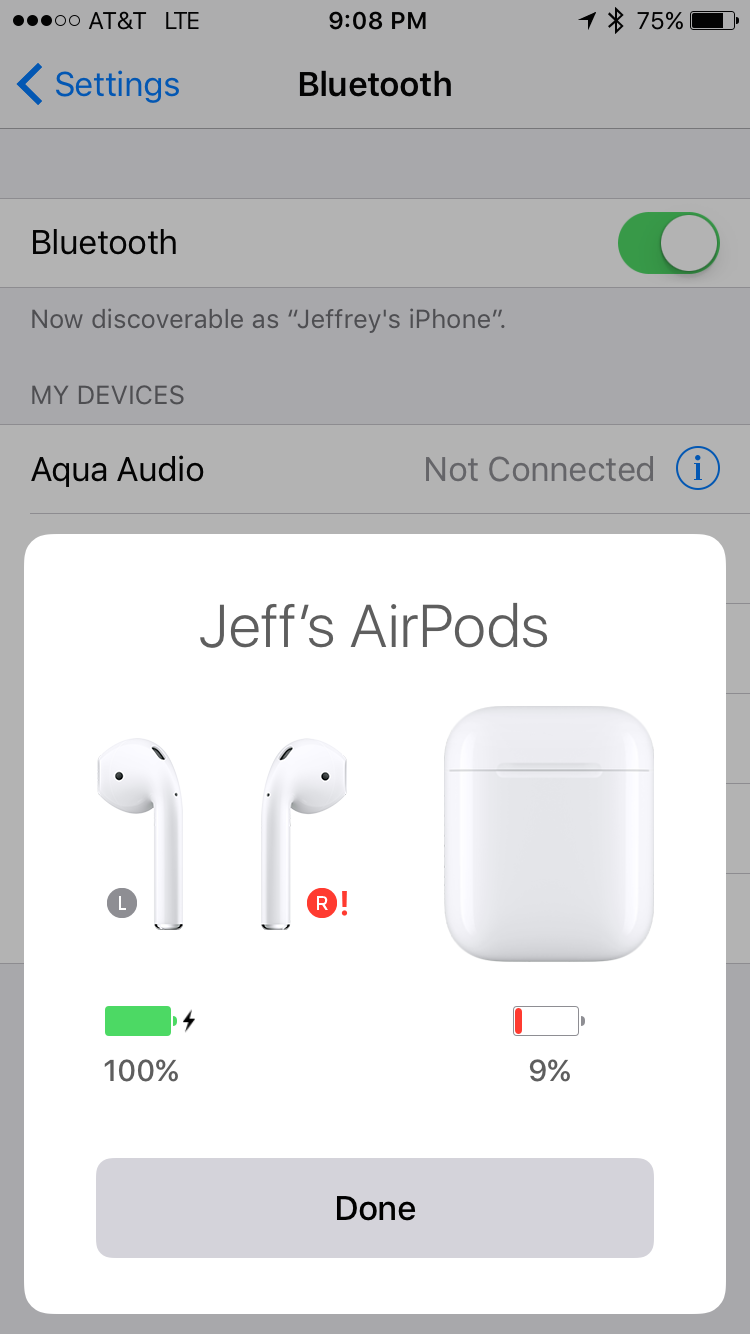 AT&T LTE 9:08 PM 75%
Settings Bluetooth
Bluetooth
Now discoverable as “Jeffrey's iPhone”.
MY DEVICES
Aqua Audio Not Connected i
Jeff’s AirPods
L R!
100% 9%
Done